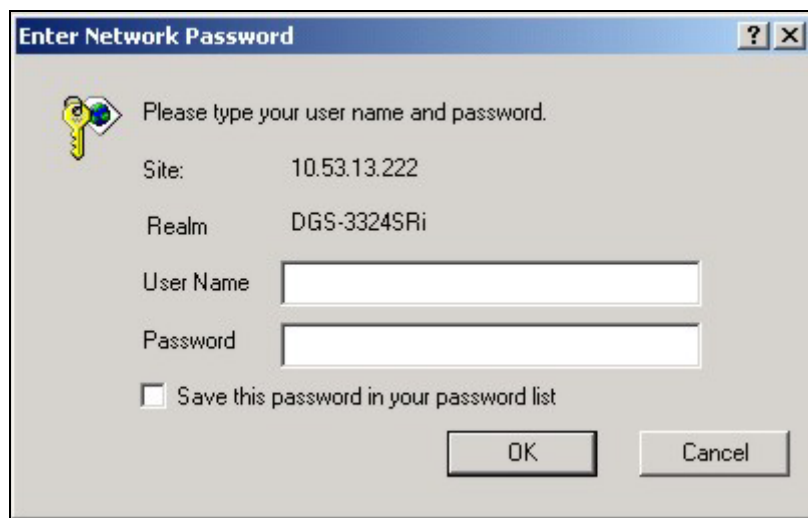 Enter Network Password
Please type your user name and password.
Site: 10.53.13.222
Realm DGS-3324SRi
User Name
Password
Save this password in your password list
OK Cancel